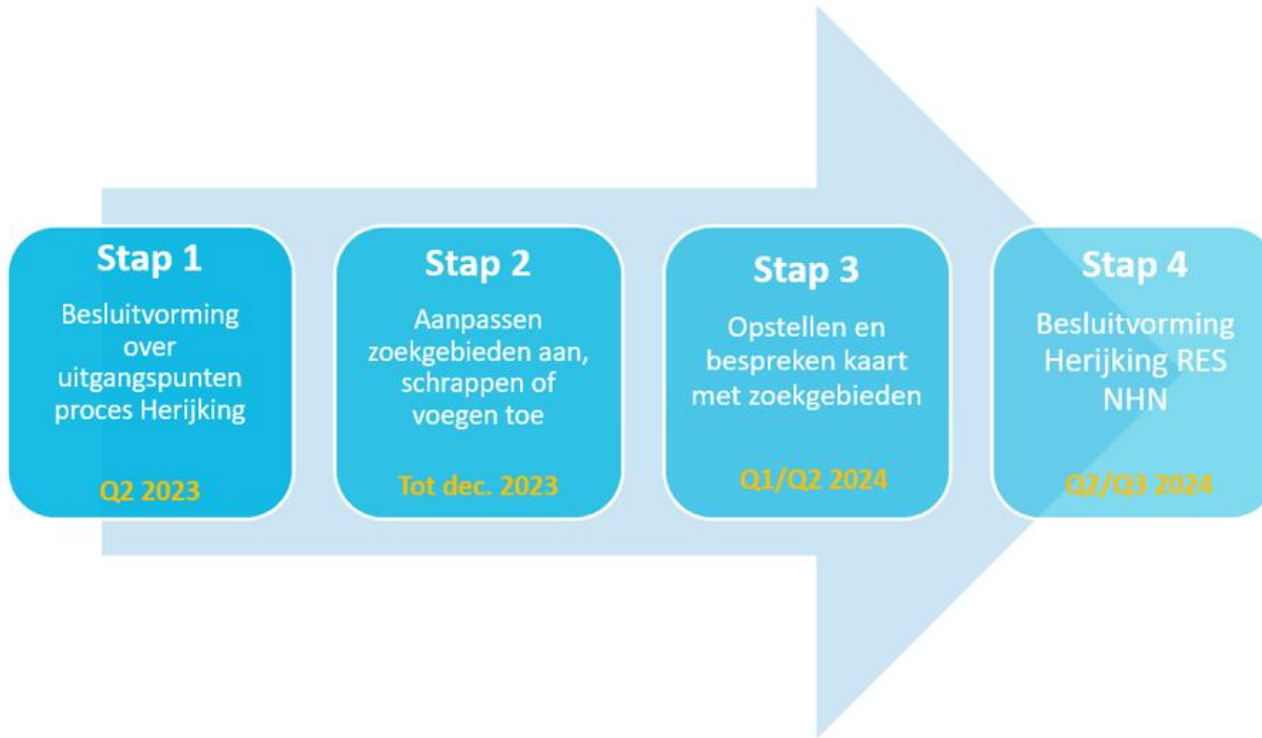 Stap 1
Besluitvorming
over
uitgangspunten
proces Herijking
Q2 2023
Stap 2
Aanpassen
zoekgebieden aan,
schrappen of
voegen toe
Tot dec. 2023
Stap 3
Opstellen en
bespreken kaart
met zoekgebieden
Q1/Q2 2024
Stap 4
Besluitvorming
Herijking RES
NHN
Q2/Q3 2024